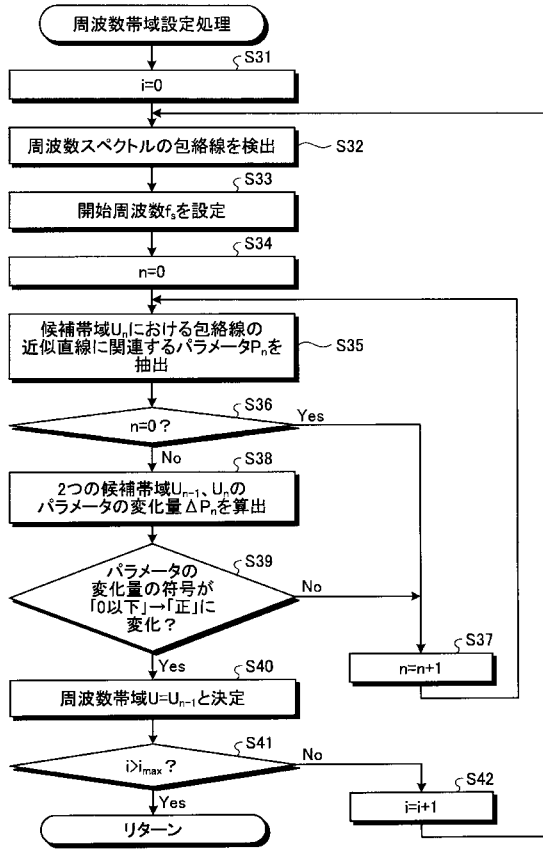 周波数帯域設定処理
S31
i=0
周波数スペクトルの包絡線を検出
S32
S33
開始周波数fsを設定
S34
n=0
候補帯域Unにおける包絡線の
近似直線に関連するパラメータPnを
抽出
S35
S36
n=0？
Yes
No
S38
2つの候補帯域Un-1、Unの
パラメータの変化量ΔPnを算出
S39
パラメータの
変化量の符号が
「0以下」→「正」に
変化？
No
Yes
S37
n=n+1
S40
周波数帯域U=Un-1と決定
S41
i>imax？
No
Yes
S42
i=i+1
リターン